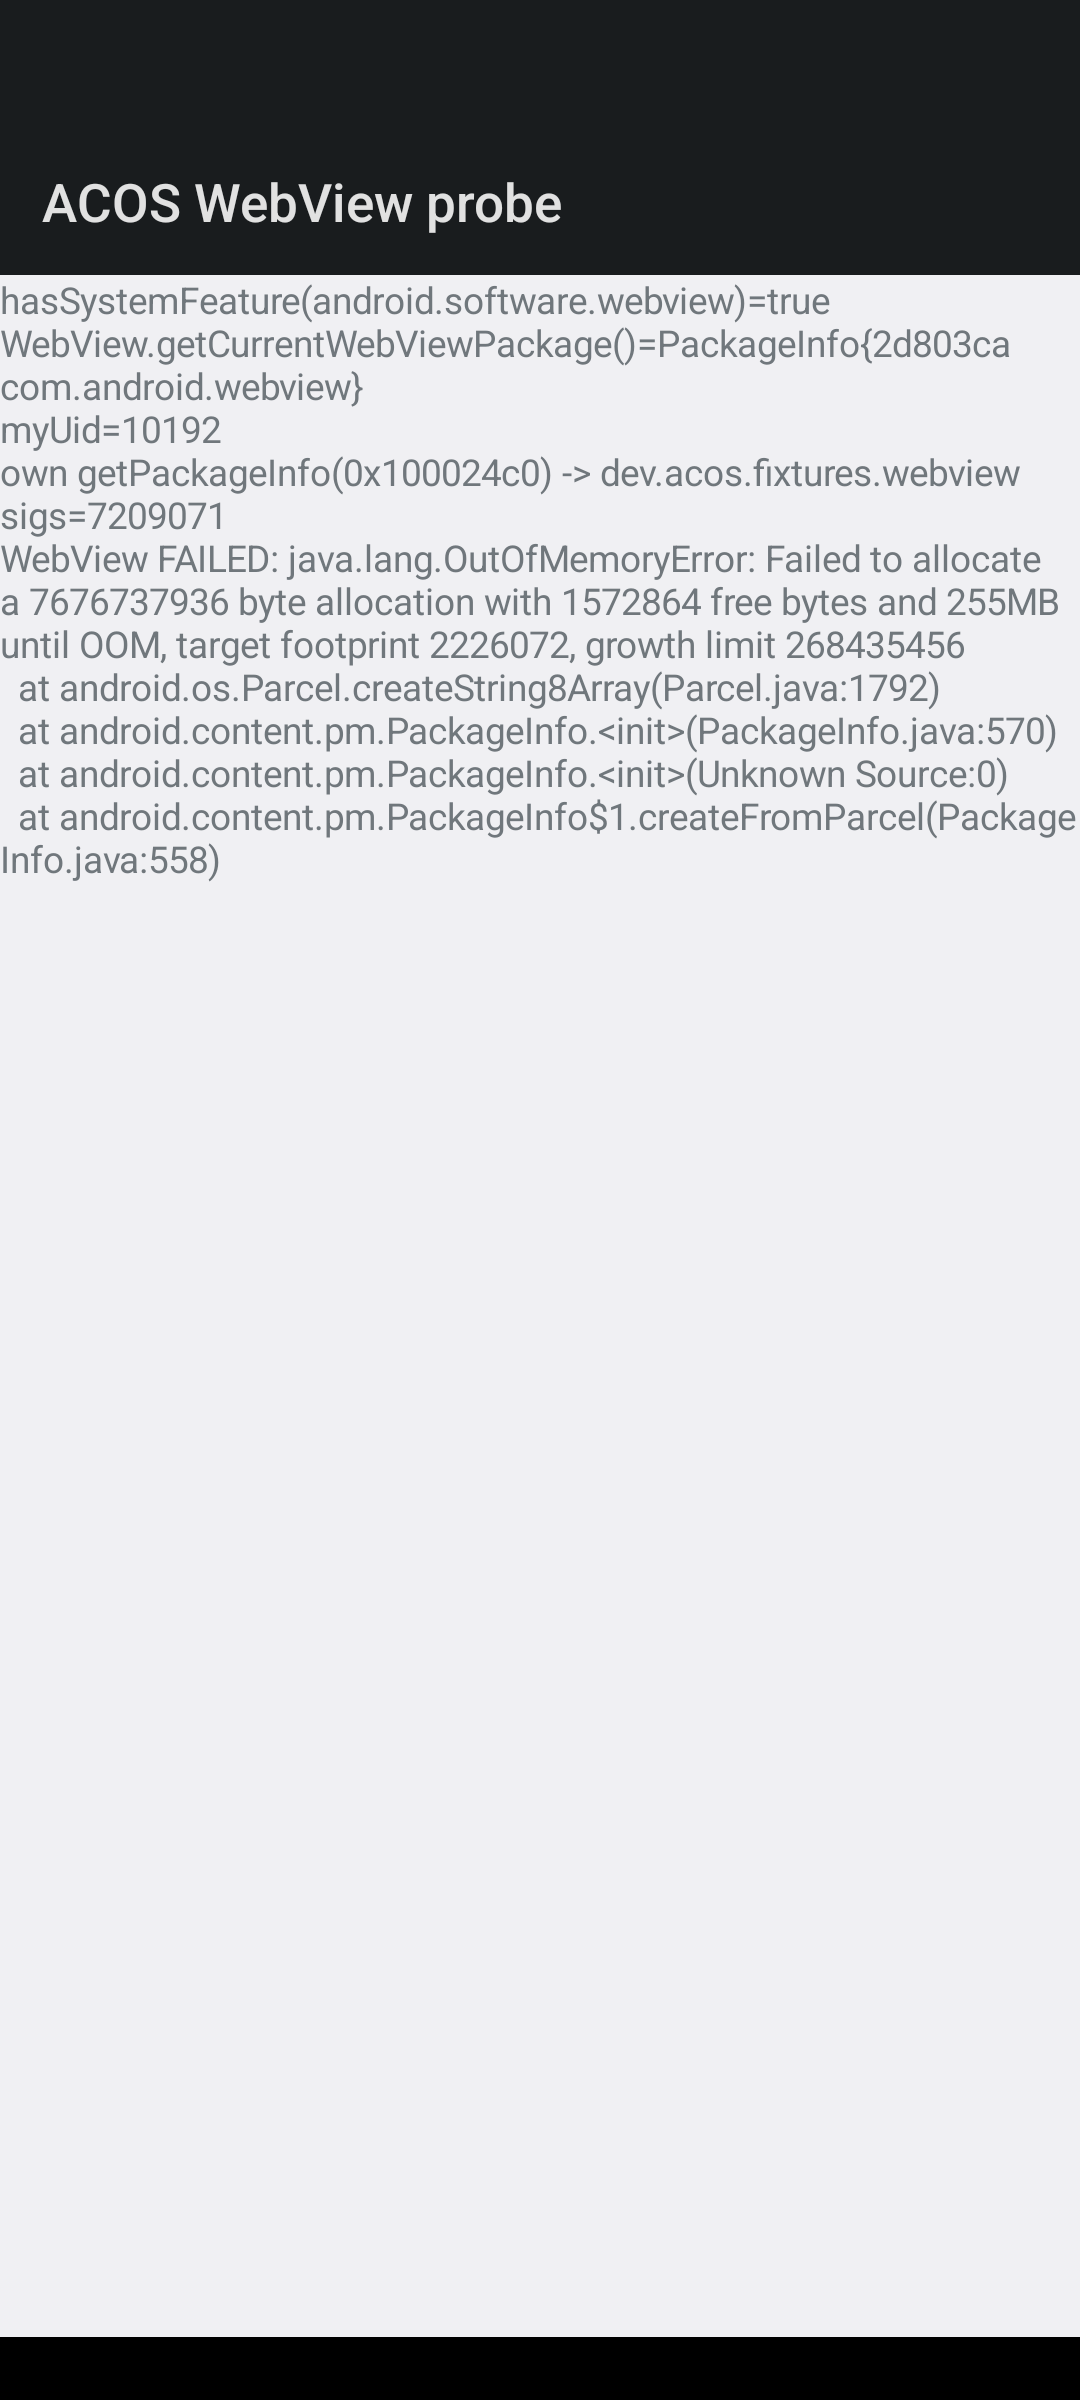 ACOS WebView probe
hasSystemFeature(android.software.webview)=true
WebView.getCurrentWebViewPackage()=PackageInfo{2d803ca
com.android.webview}
myUid=10192
own getPackageInfo(0x100024c0) -> dev.acos.fixtures.webview
sigs=7209071
WebView FAILED: java.lang.OutOfMemoryError: Failed to allocate
a 7676737936 byte allocation with 1572864 free bytes and 255MB
until OOM, target footprint 2226072, growth limit 268435456
  at android.os.Parcel.createString8Array(Parcel.java:1792)
  at android.content.pm.PackageInfo.<init>(PackageInfo.java:570)
  at android.content.pm.PackageInfo.<init>(Unknown Source:0)
  at android.content.pm.PackageInfo$1.createFromParcel(Package
Info.java:558)